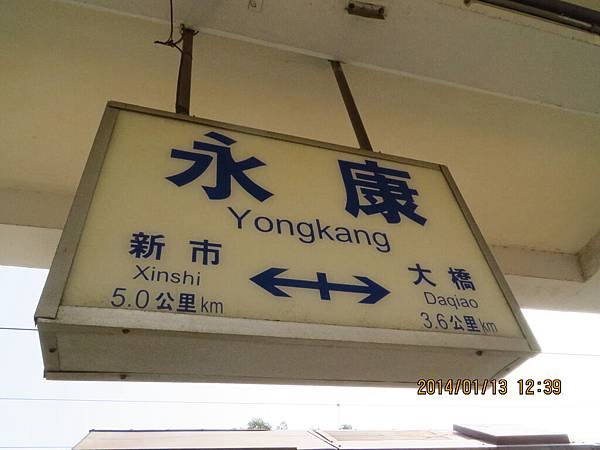 永康
Yongkang
新市
Xinshi
5.0公里km
大橋
Daqiao
3.6公里km
2014/01/13 12:39